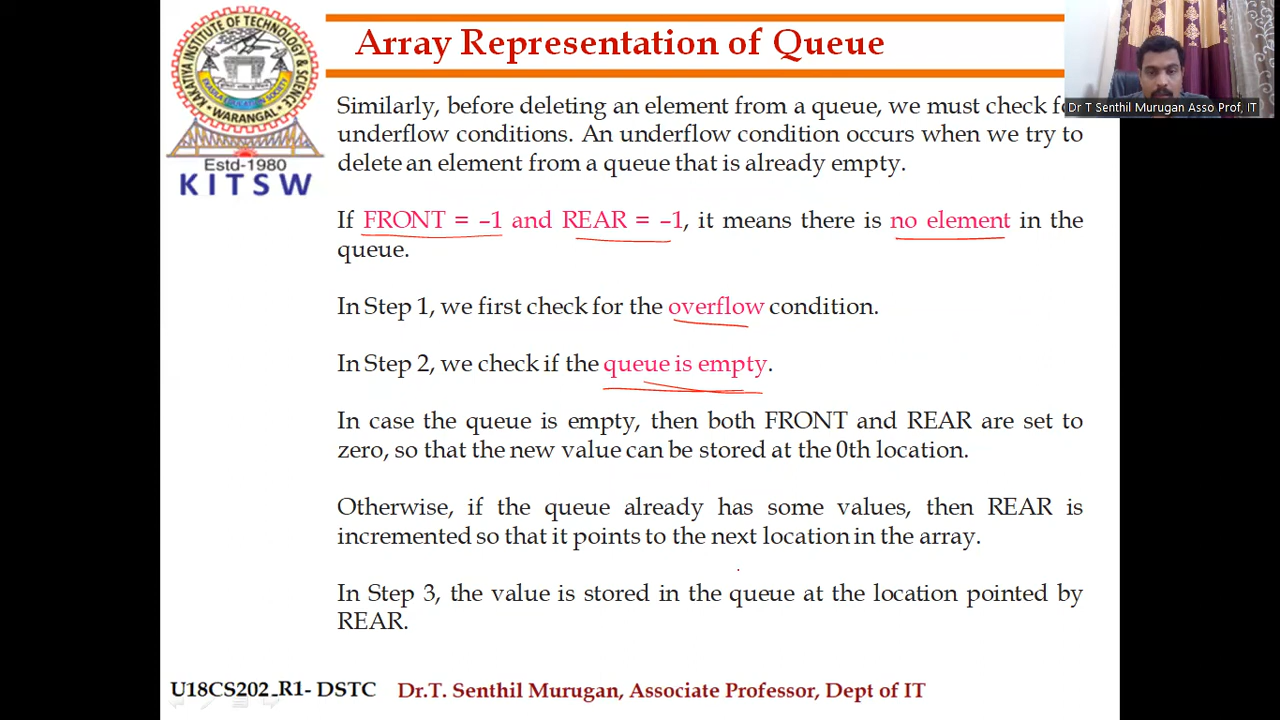 Array Representation of Queue
KAKATIYA INSTITUTE OF TECHNOLOGY & SCIENCE
WARANGAL
Estd-1980
KITSW
Dr T Senthil Murugan Asso Prof, IT
Similarly, before deleting an element from a queue, we must check
underflow conditions. An underflow condition occurs when we try to
delete an element from a queue that is already empty.
If FRONT = –1 and REAR = –1, it means there is no element in the
queue.
In Step 1, we first check for the overflow condition.
In Step 2, we check if the queue is empty.
In case the queue is empty, then both FRONT and REAR are set to
zero, so that the new value can be stored at the 0th location.
Otherwise, if the queue already has some values, then REAR is
incremented so that it points to the next location in the array.
In Step 3, the value is stored in the queue at the location pointed by
REAR.
U18CS202_R1- DSTC Dr.T. Senthil Murugan, Associate Professor, Dept of IT